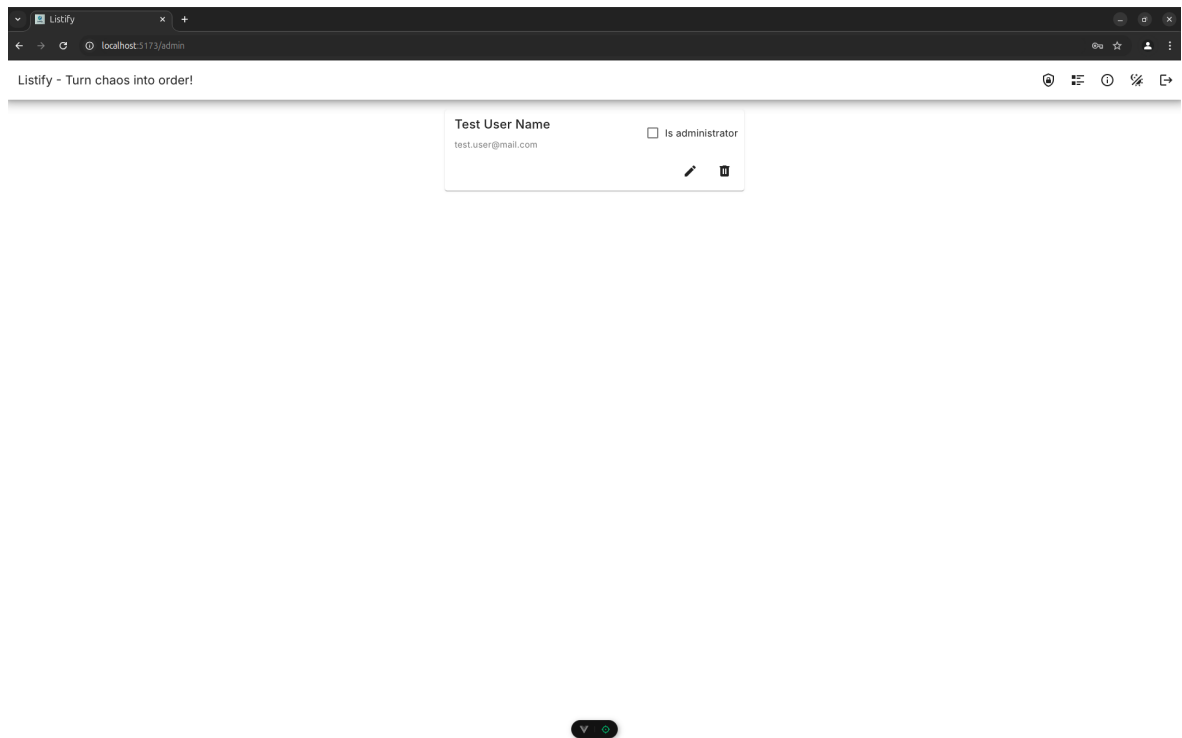 Listify
localhost:5173/admin
Listify - Turn chaos into order!
Test User Name
Is administrator
test.user@mail.com